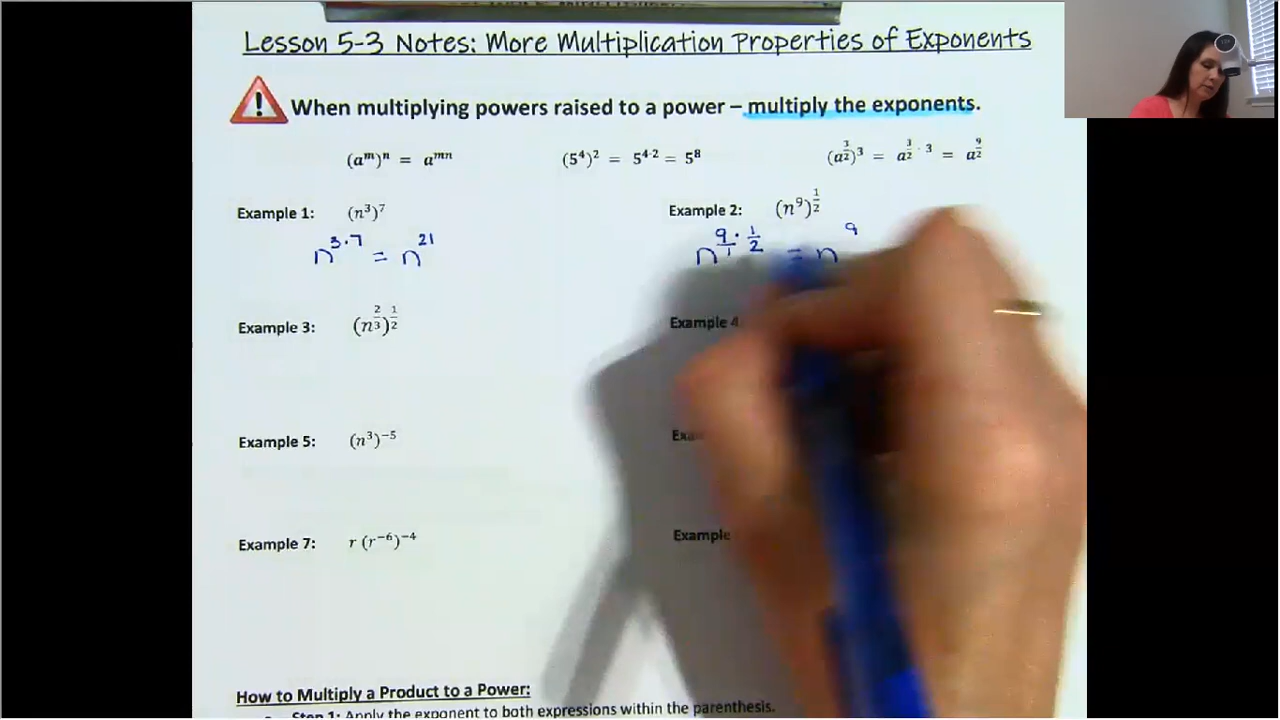 Lesson 5-3 Notes: More Multiplication Properties of Exponents
! When multiplying powers raised to a power – multiply the exponents.
(a^m)^n = a^{mn} (5^4)^2 = 5^{4·2} = 5^8 (a^{3/2})^3 = a^{3/2 · 3} = a^{9/2}
Example 1: (n^3)^7 Example 2: (n^9)^{1/2}
n^{3·7} = n^{21} n^{9/1 · 1/2} = n^9
Example 3: (n^{2/3})^{1/2} Example 4
Example 5: (n^3)^{-5}
Example 7: r (r^{-6})^{-4} Example
How to Multiply a Product to a Power:
Step 1: Apply the exponent to both expressions within the parenthesis.